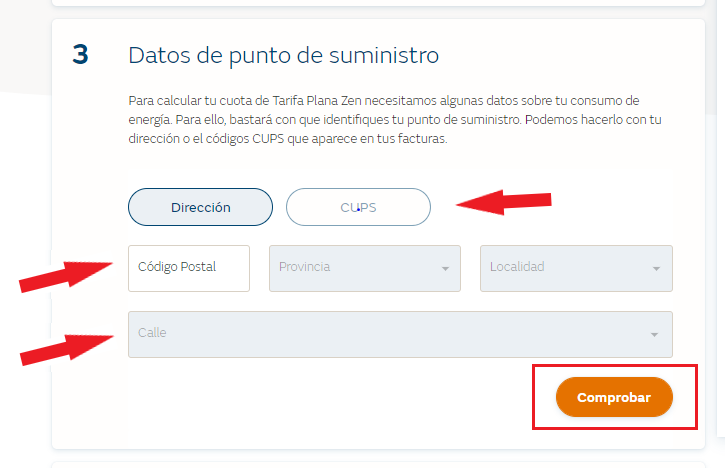 3 Datos de punto de suministro
Para calcular tu cuota de Tarifa Plana Zen necesitamos algunas datos sobre tu consumo de
energía. Para ello, bastará con que identifiques tu punto de suministro. Podemos hacerlo con tu
dirección o el códigos CUPS que aparece en tus facturas.
Dirección CUPS
Código Postal Provincia Localidad
Calle
Comprobar